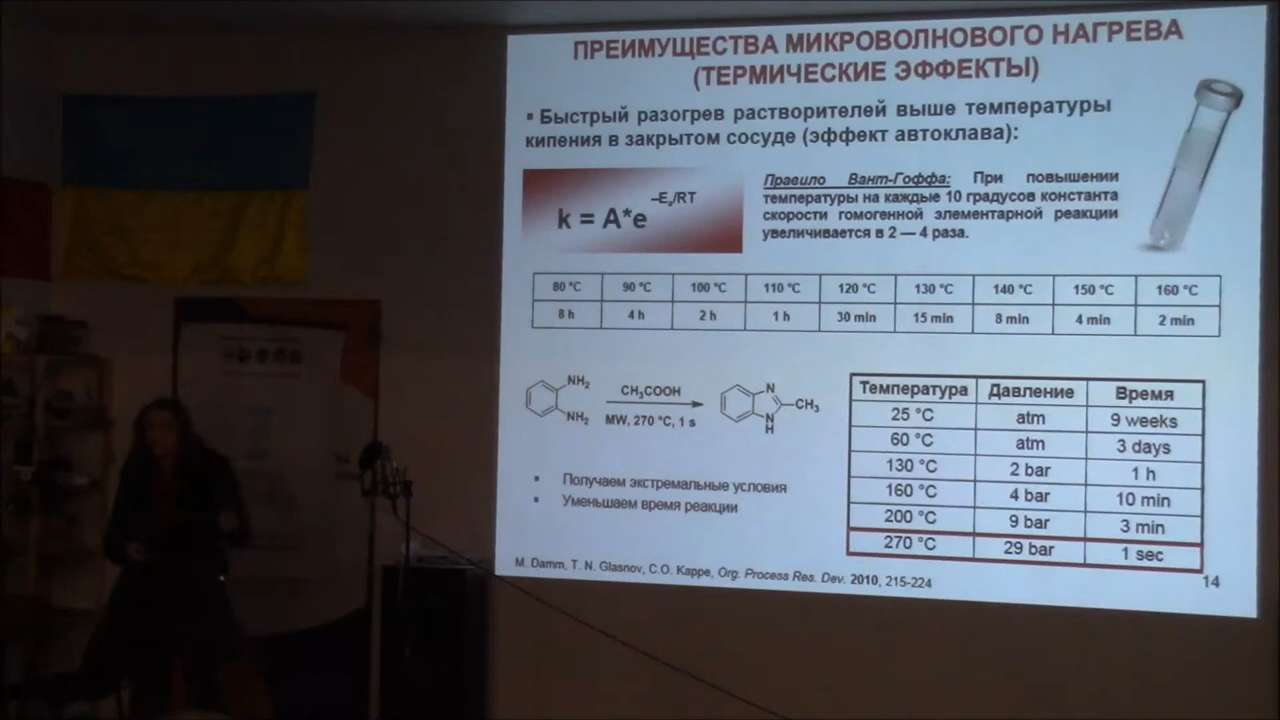 ПРЕИМУЩЕСТВА МИКРОВОЛНОВОГО НАГРЕВА
(ТЕРМИЧЕСКИЕ ЭФФЕКТЫ)
▪ Быстрый разогрев растворителей выше температуры
кипения в закрытом сосуде (эффект автоклава):
k = A*e –Eₐ/RT
Правило Вант-Гоффа: При повышении
температуры на каждые 10 градусов константа
скорости гомогенной элементарной реакции
увеличивается в 2 — 4 раза.
80 °C 90 °C 100 °C 110 °C 120 °C 130 °C 140 °C 150 °C 160 °C
8 h 4 h 2 h 1 h 30 min 15 min 8 min 4 min 2 min
NH₂
NH₂
CH₃COOH
MW, 270 °C, 1 s
N
N
H
CH₃
▪ Получаем экстремальные условия
▪ Уменьшаем время реакции
Температура Давление Время
25 °C atm 9 weeks
60 °C atm 3 days
130 °C 2 bar 1 h
160 °C 4 bar 10 min
200 °C 9 bar 3 min
270 °C 29 bar 1 sec
M. Damm, T. N. Glasnov, C.O. Kappe, Org. Process Res. Dev. 2010, 215-224
14